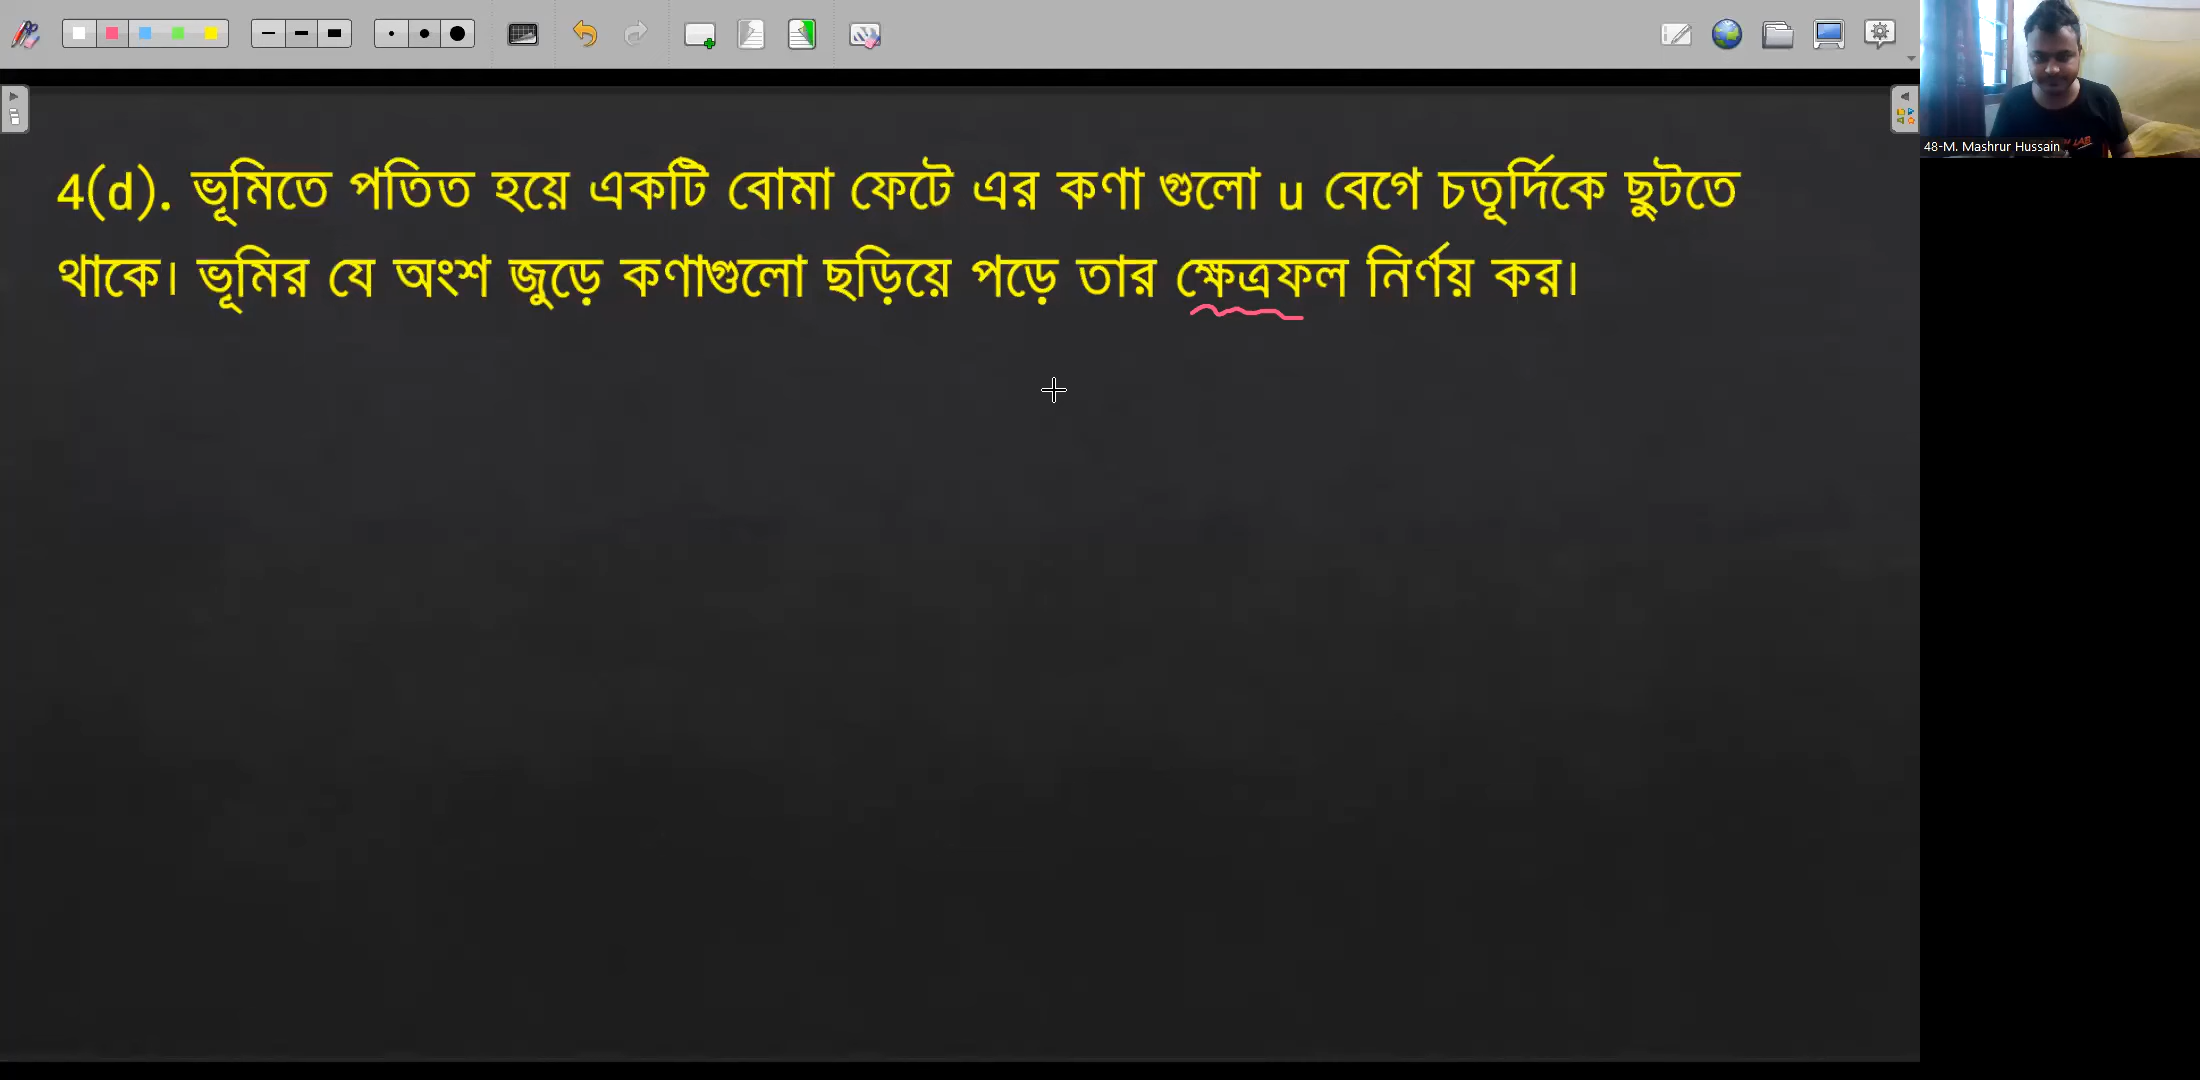 48-M. Mashrur Hussain
4(d). ভূমিতে পতিত হয়ে একটি বোমা ফেটে এর কণা গুলো u বেগে চতূর্দিকে ছুটতে
থাকে। ভূমির যে অংশ জুড়ে কণাগুলো ছড়িয়ে পড়ে তার ক্ষেত্রফল নির্ণয় কর।